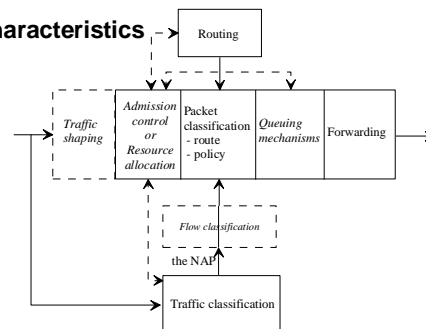 haracteristics
Routing
Traffic
shaping
Admission
control
or
Resource
allocation
Packet
classification
- route
- policy
Queuing
mechanisms
Forwarding
Flow classification
the NAP
Traffic classification